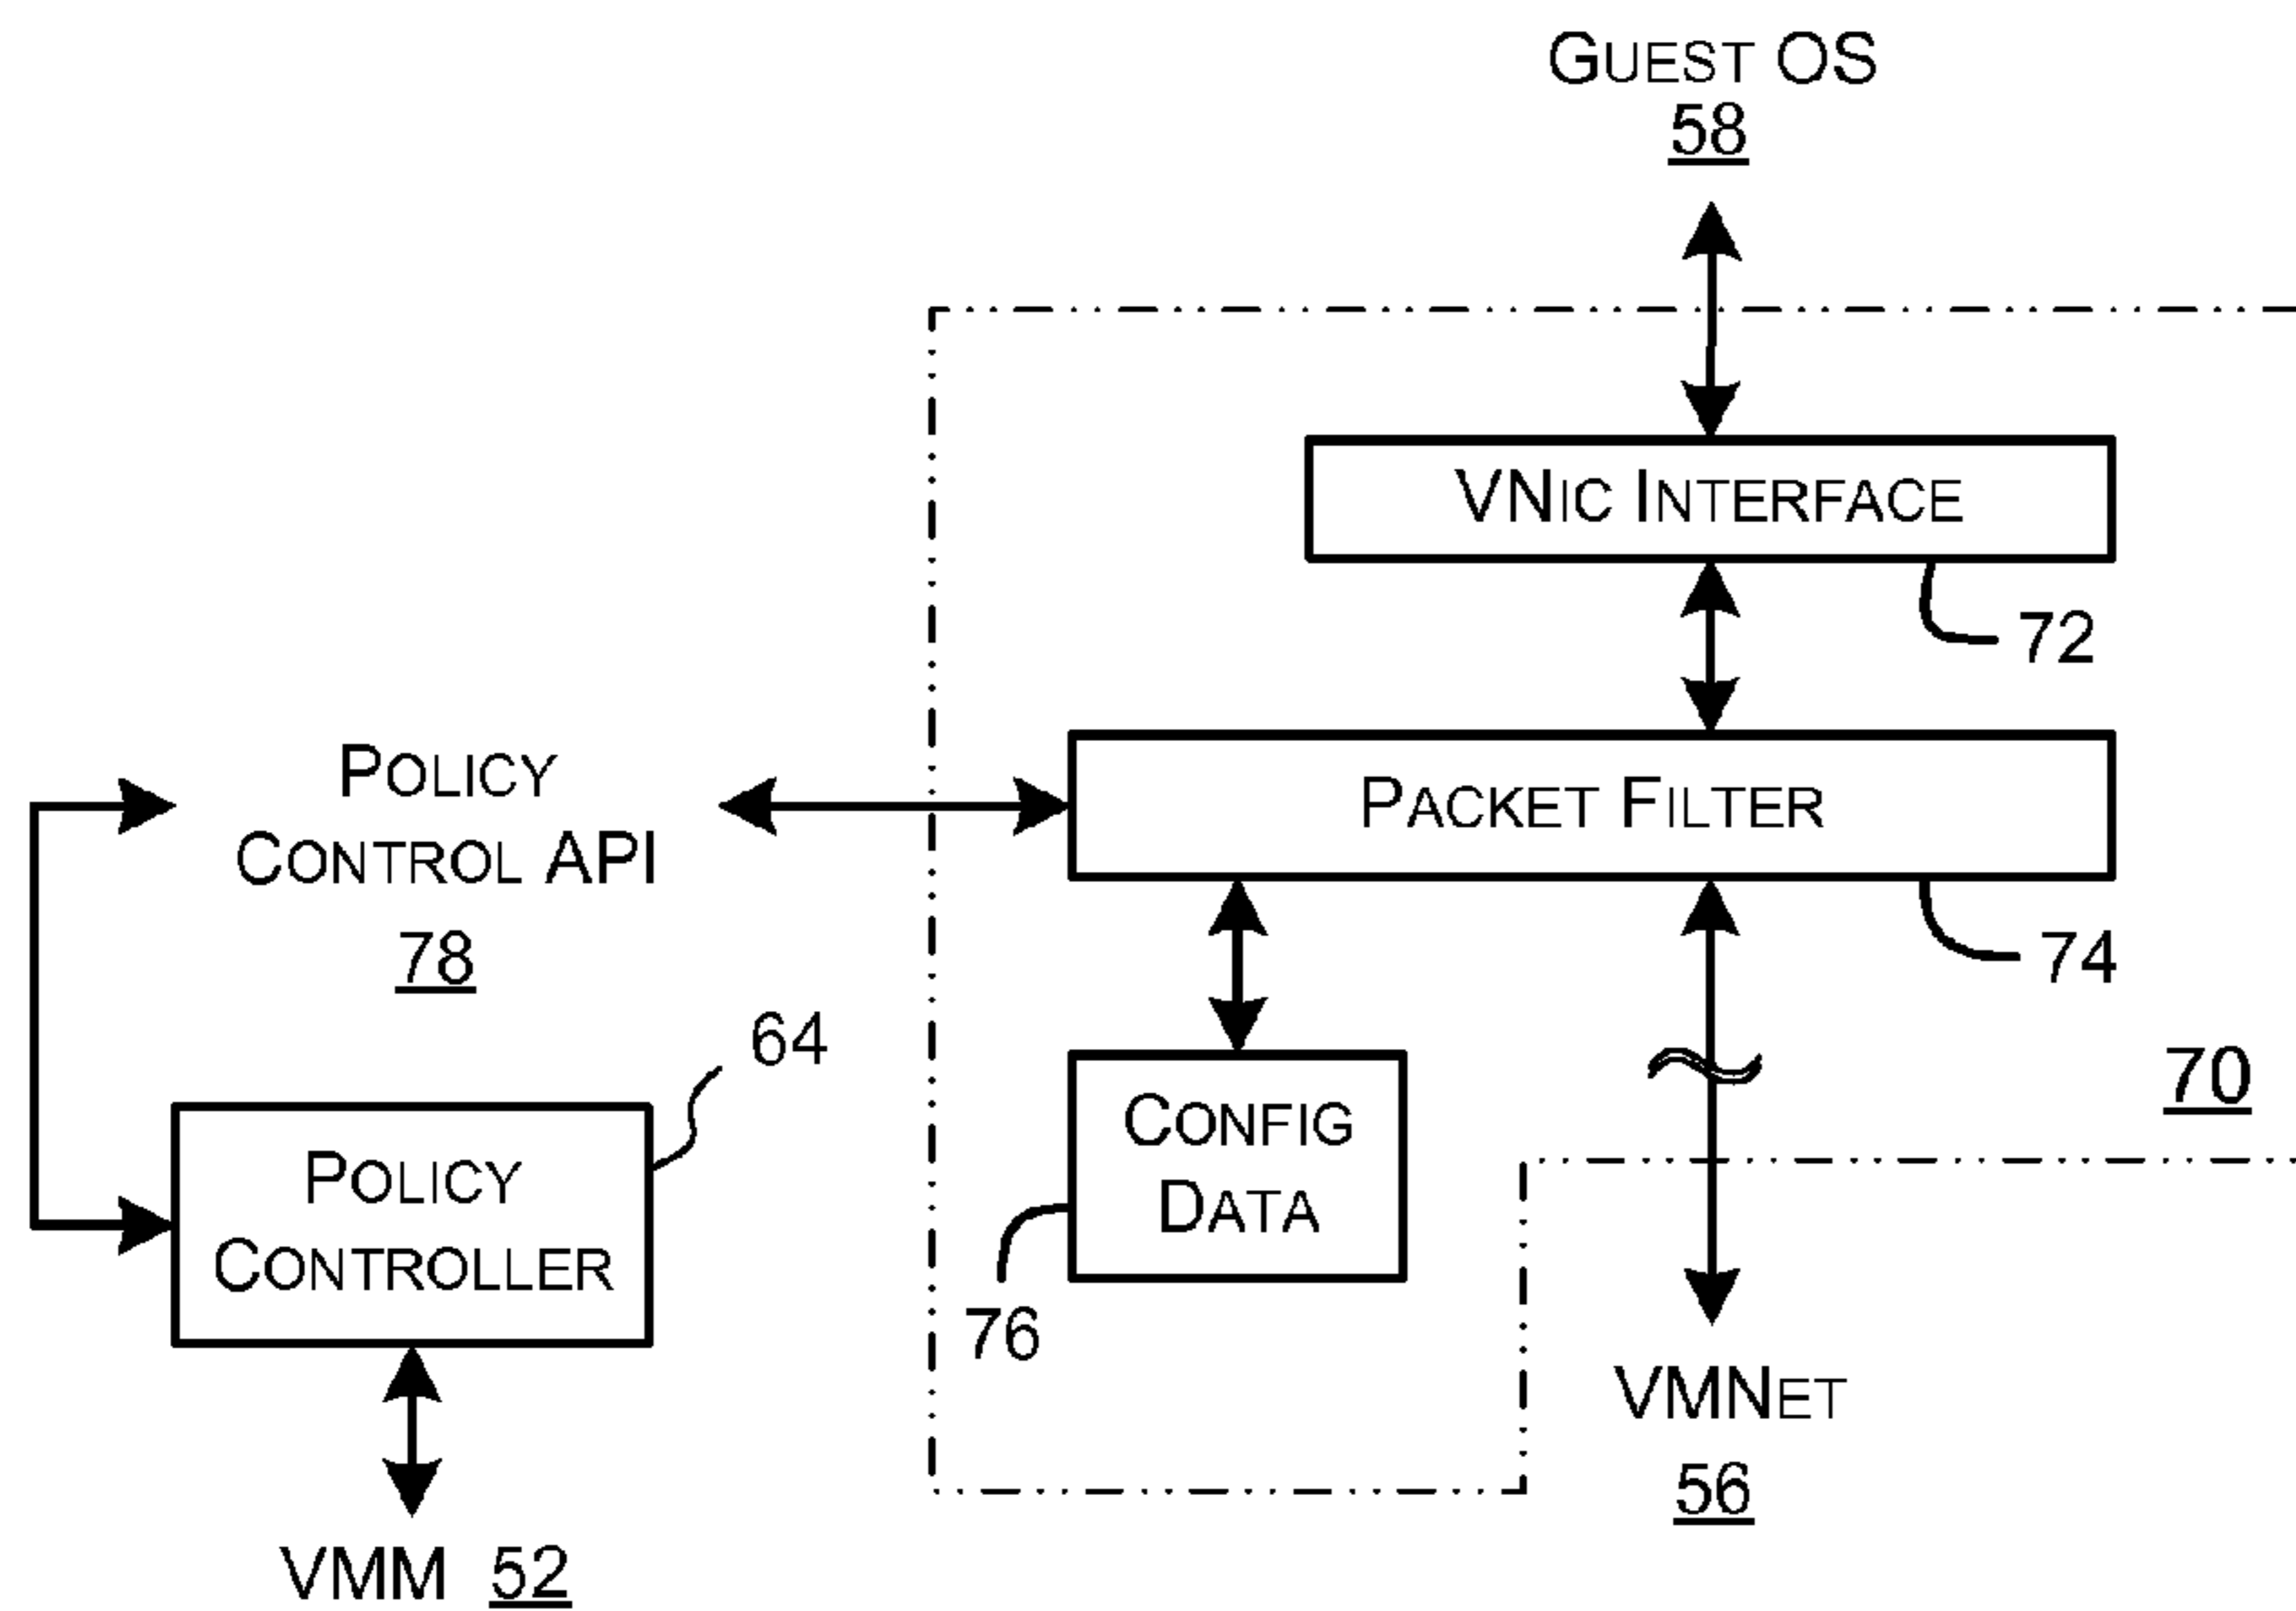 GUEST OS
58
VNIC INTERFACE
72
POLICY
CONTROL API
78
PACKET FILTER
74
64
CONFIG
DATA
76
70
POLICY
CONTROLLER
VMNET
56
VMM 52